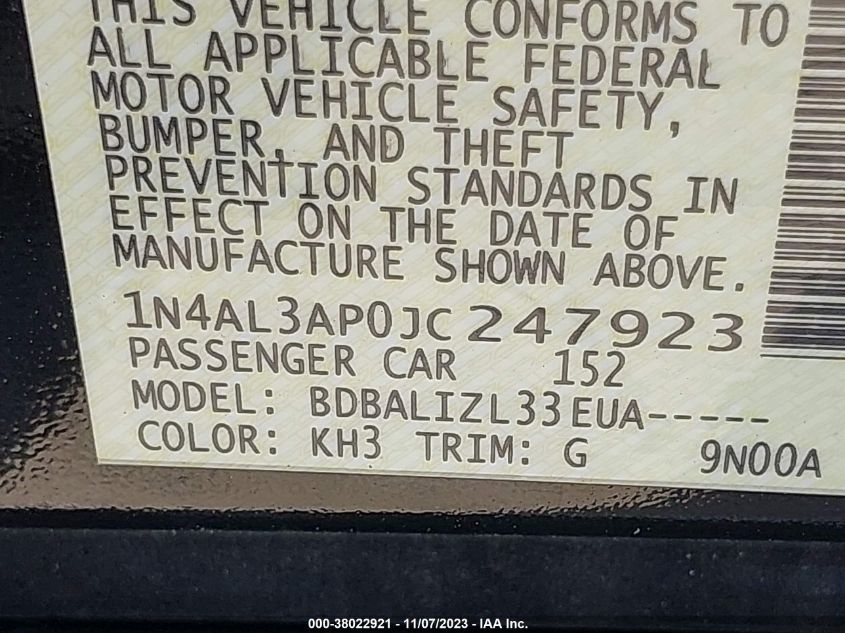 THIS VEHICLE CONFORMS TO
ALL APPLICABLE FEDERAL
MOTOR VEHICLE SAFETY,
BUMPER, AND THEFT
PREVENTION STANDARDS IN
EFFECT ON THE DATE OF
MANUFACTURE SHOWN ABOVE.
1N4AL3AP0JC247923
PASSENGER CAR 152
MODEL: BDBALIZL33EUA-----
COLOR: KH3 TRIM: G 9N00A
000-38022921 - 11/07/2023 - IAA Inc.